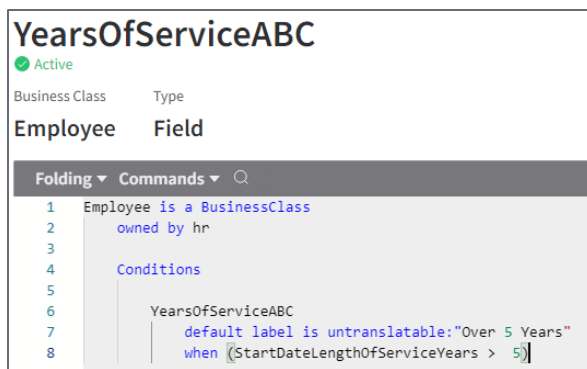 YearsOfServiceABC
Active
Business Class Type
Employee Field
Folding Commands
1 Employee is a BusinessClass
2 owned by hr
3
4 Conditions
5
6 YearsOfServiceABC
7 default label is untranslatable:"Over 5 Years"
8 when (StartDateLengthOfServiceYears > 5)